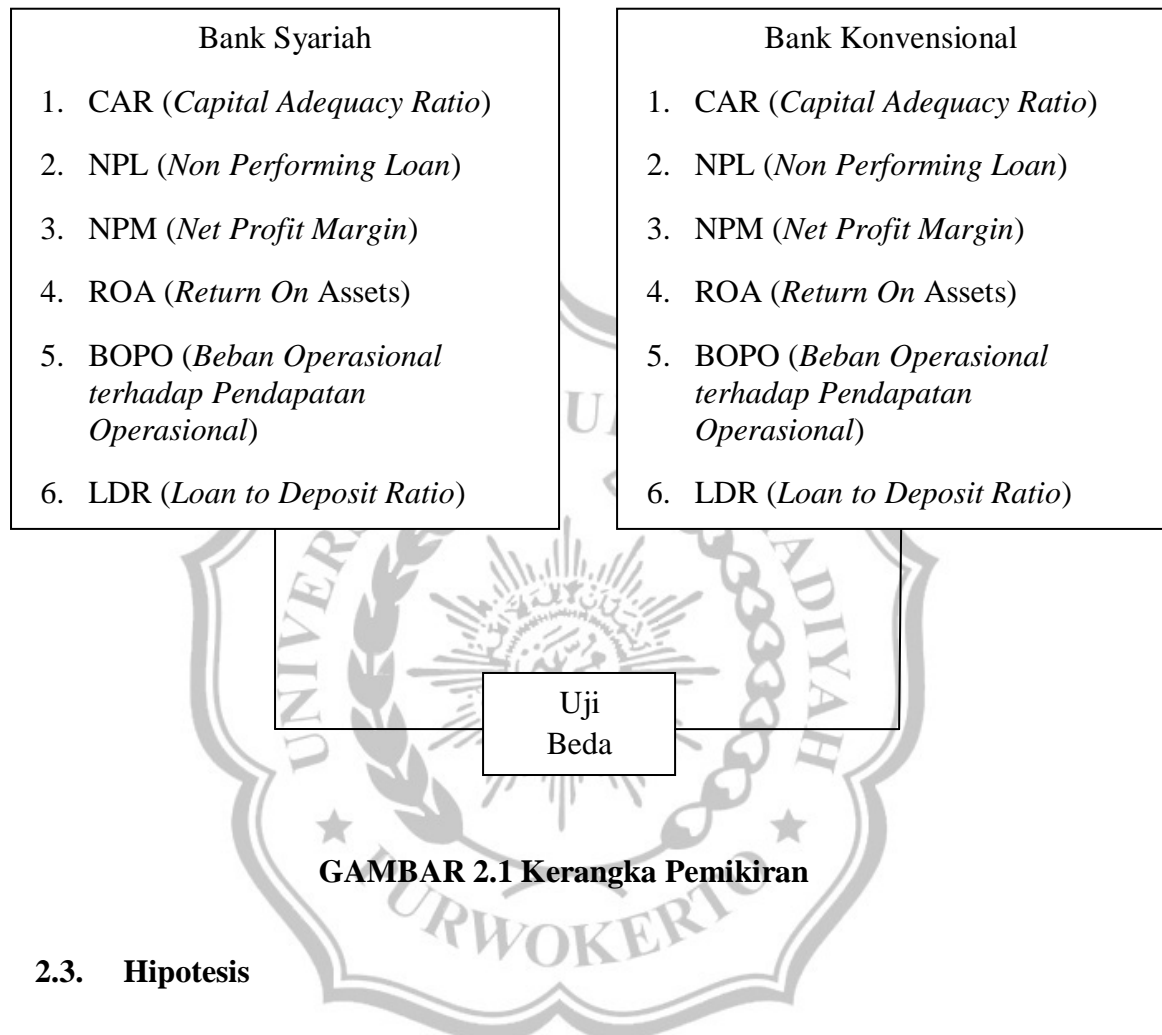 Bank Syariah
1. CAR (Capital Adequacy Ratio)
2. NPL (Non Performing Loan)
3. NPM (Net Profit Margin)
4. ROA (Return On Assets)
5. BOPO (Beban Operasional
terhadap Pendapatan
Operasional)
6. LDR (Loan to Deposit Ratio)
Bank Konvensional
1. CAR (Capital Adequacy Ratio)
2. NPL (Non Performing Loan)
3. NPM (Net Profit Margin)
4. ROA (Return On Assets)
5. BOPO (Beban Operasional
terhadap Pendapatan
Operasional)
6. LDR (Loan to Deposit Ratio)
Uji
Beda
GAMBAR 2.1 Kerangka Pemikiran
PURWOKERTO
2.3. Hipotesis